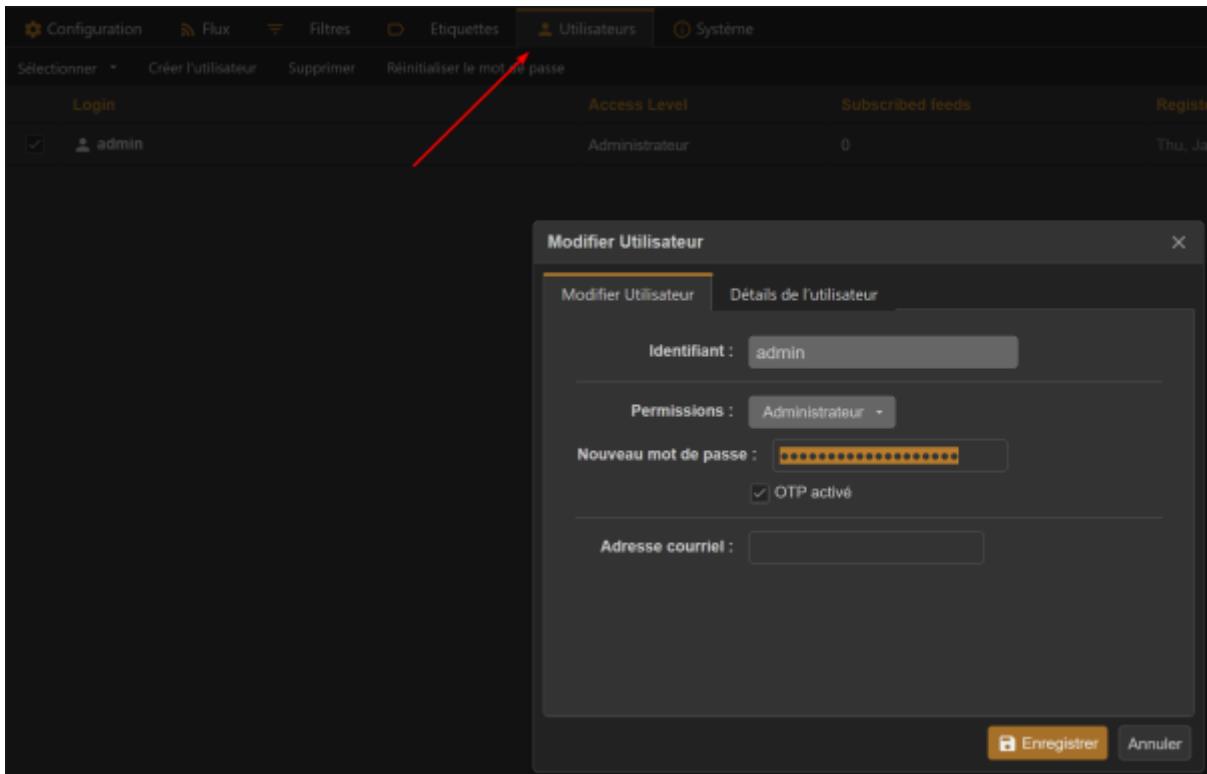 Configuration Flux Filtres Etiquettes Utilisateurs Système
Sélectionner Créer l'utilisateur Supprimer Réinitialiser le mot de passe
Login Access Level Subscribed feeds
admin Administrateur 0 Thu,
Modifier Utilisateur
Modifier Utilisateur Détails de l'utilisateur
Identifiant : admin
Permissions : Administrateur
Nouveau mot de passe : ●●●●●●●●●●●●●●●●●●●
OTP activé
Adresse courriel :
Enregistrer Annuler